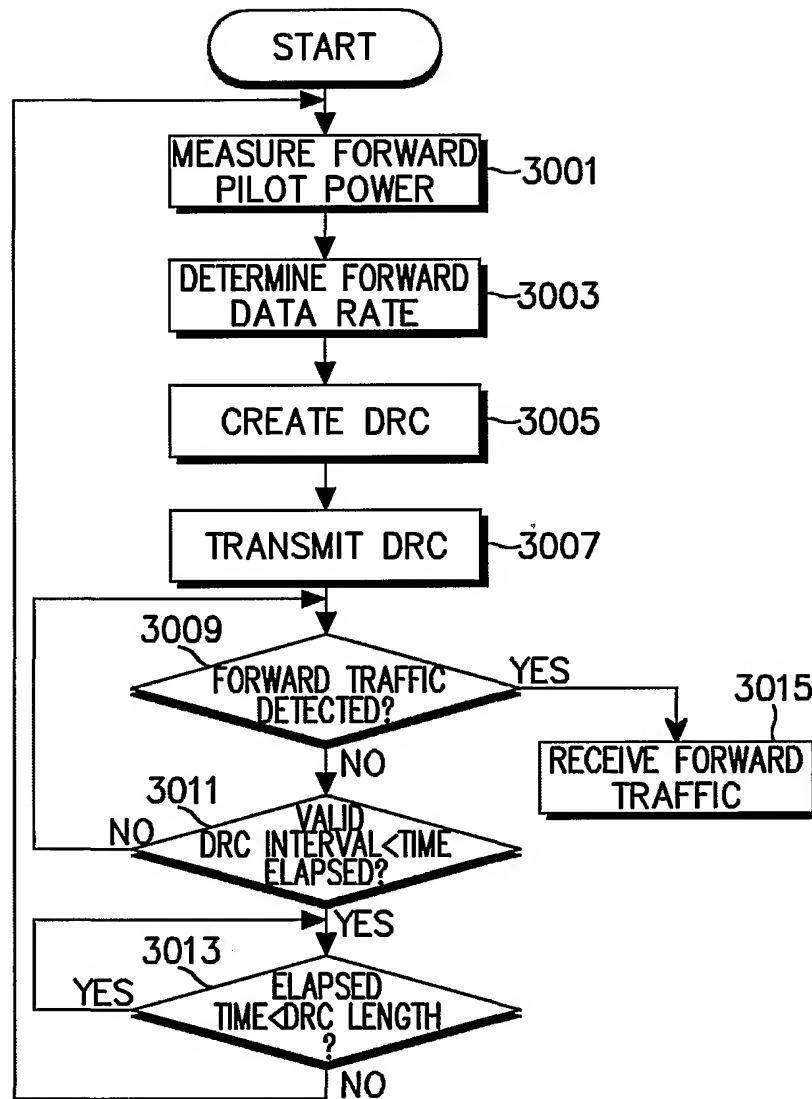 START
MEASURE FORWARD
PILOT POWER
3001
DETERMINE FORWARD
DATA RATE
3003
CREATE DRC
3005
TRANSMIT DRC
3007
3009
FORWARD TRAFFIC
DETECTED?
YES
NO
3015
RECEIVE FORWARD
TRAFFIC
3011
VALID
DRC INTERVAL<TIME
ELAPSED?
NO
YES
3013
ELAPSED
TIME<DRC LENGTH
?
YES
NO